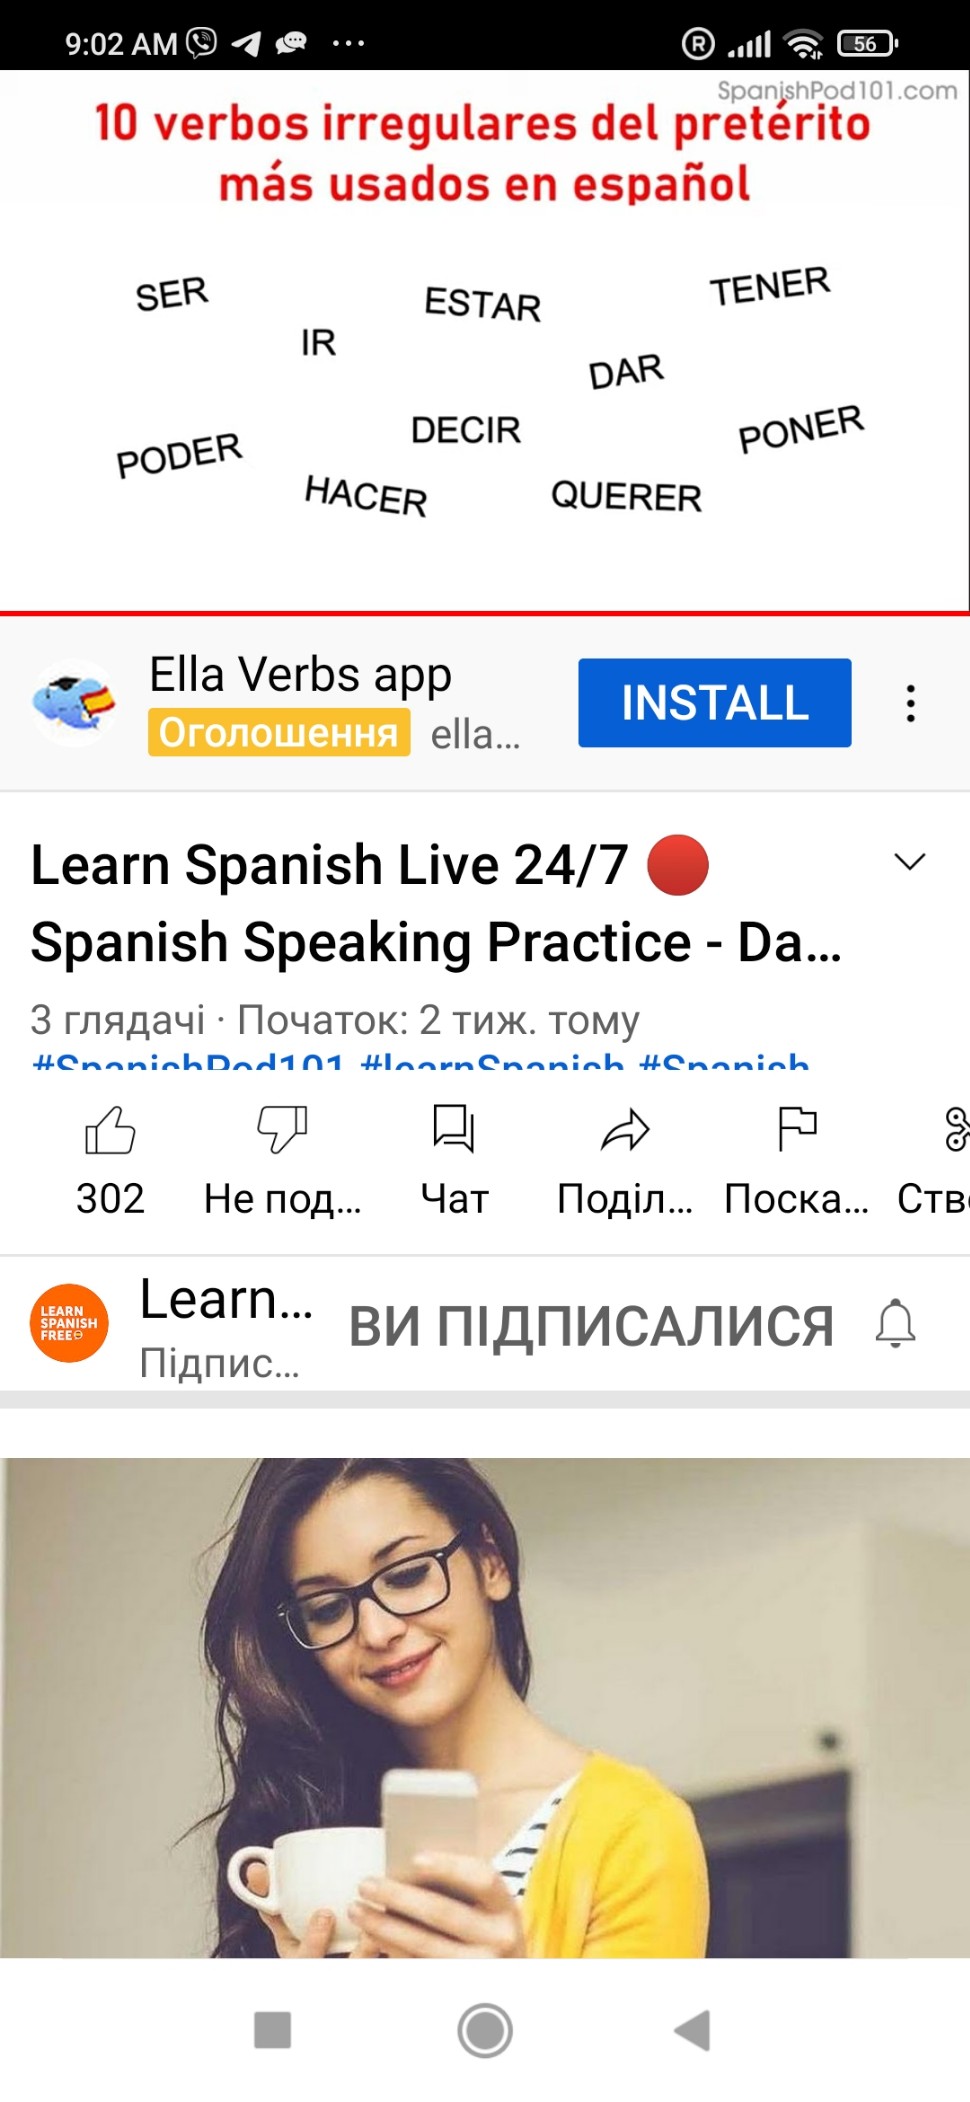 9:02 AM
56
SpanishPod101.com
10 verbos irregulares del pretérito
más usados en español
SER
ESTAR
TENER
IR
DAR
DECIR
PONER
PODER
HACER
QUERER
Ella Verbs app
INSTALL
Оголошення ella...
Learn Spanish Live 24/7
Spanish Speaking Practice - Da...
3 глядачі · Початок: 2 тиж. тому
#SpanishPod101 #learnSpanish #Spanish
302
Не под...
Чат
Поділ...
Поска...
Ство
LEARN
SPANISH
FREE
Learn...
Підпис...
ВИ ПІДПИСАЛИСЯ